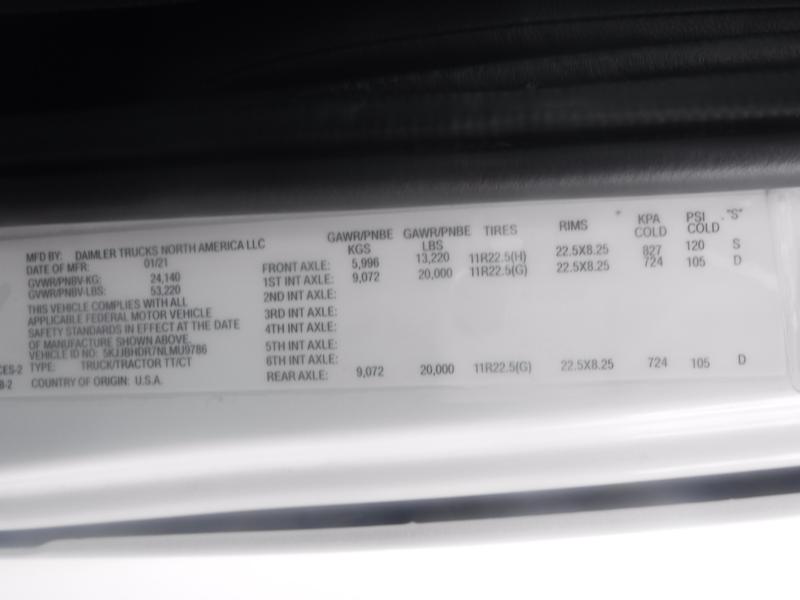 MFD BY: DAIMLER TRUCKS NORTH AMERICA LLC
DATE OF MFR: 01/21
GVWR/PNBV-KG: 24,140
GVWR/PNBV-LBS: 53,220
THIS VEHICLE COMPLIES WITH ALL
APPLICABLE FEDERAL MOTOR VEHICLE
SAFETY STANDARDS IN EFFECT AT THE DATE
OF MANUFACTURE SHOWN ABOVE.
VEHICLE ID NO: 5KJJBHDR7NLMU9786
TYPE: TRUCK/TRACTOR TT/CT
COUNTRY OF ORIGIN: U.S.A.
CES-2
8-2
GAWR/PNBE GAWR/PNBE TIRES RIMS KPA PSI "S"
KGS LBS COLD COLD
FRONT AXLE: 5,996 13,220 11R22.5(H) 22.5X8.25 827 120 S
1ST INT AXLE: 9,072 20,000 11R22.5(G) 22.5X8.25 724 105 D
2ND INT AXLE:
3RD INT AXLE:
4TH INT AXLE:
5TH INT AXLE:
6TH INT AXLE:
REAR AXLE: 9,072 20,000 11R22.5(G) 22.5X8.25 724 105 D